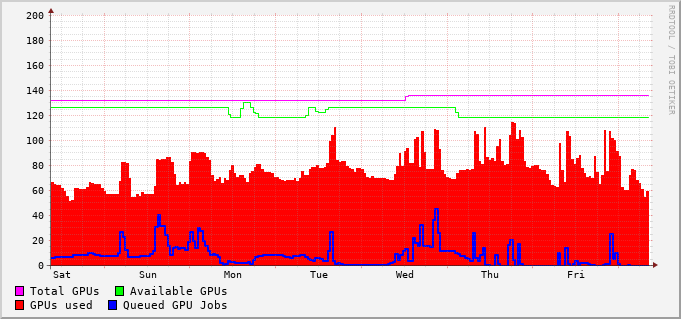 200
180
160
140
120
100
80
60
40
20
0
Sat Sun Mon Tue Wed Thu Fri
Total GPUs Available GPUs
GPUs used Queued GPU Jobs
RRDTOOL / TOBI OETIKER